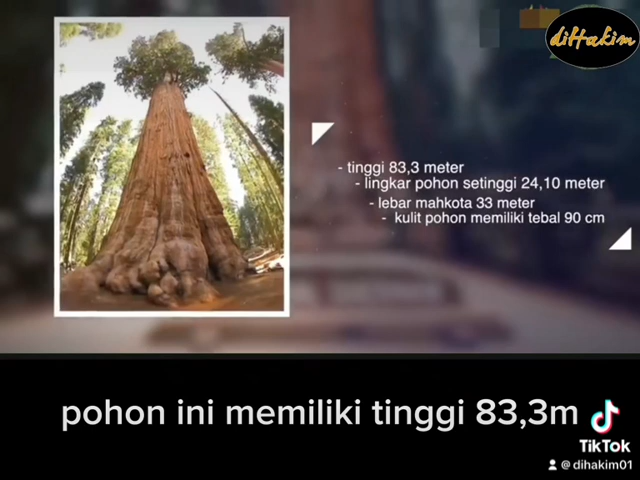 dihakim
- tinggi 83,3 meter
- lingkar pohon setinggi 24,10 meter
- lebar mahkota 33 meter
- kulit pohon memiliki tebal 90 cm
pohon ini memiliki tinggi 83,3m
TikTok
@dihakim01